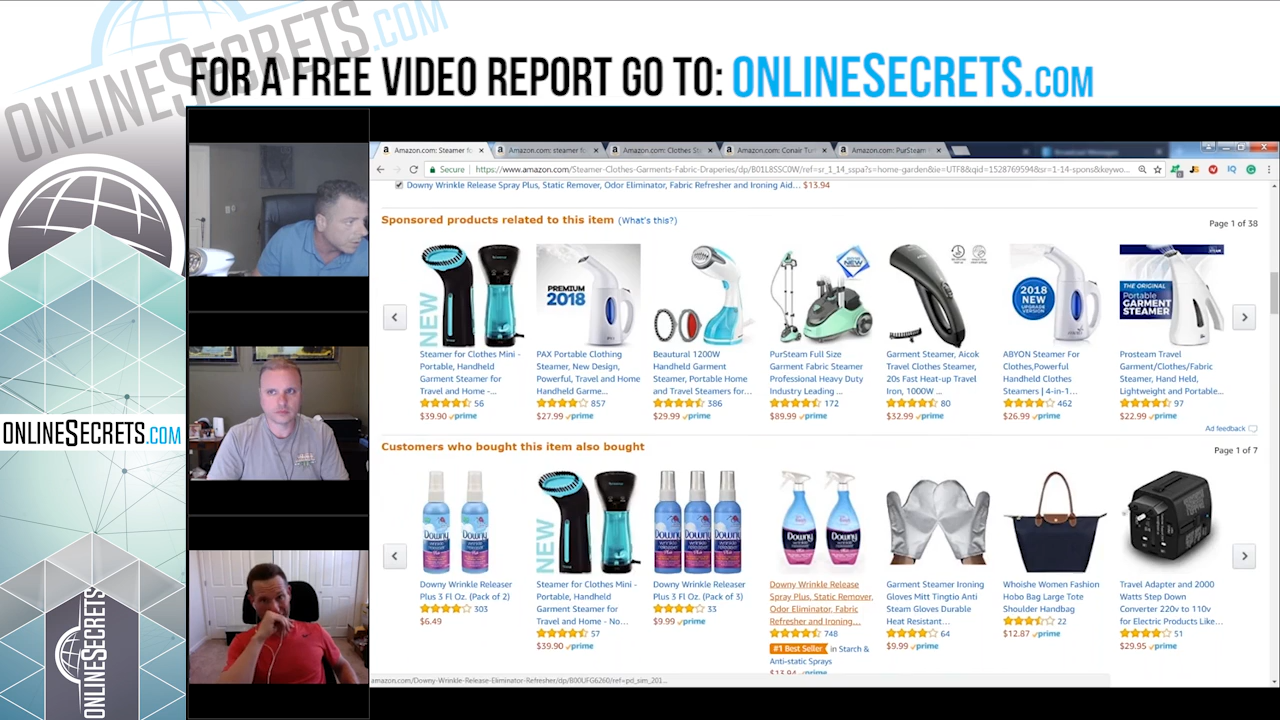 ONLINESECRETS.COM
FOR A FREE VIDEO REPORT GO TO: ONLINESECRETS.COM
Amazon.com: Steamer fo
Amazon.com: steamer fo
Amazon.com: Clothes St
Amazon.com: Conair Tur
Amazon.com: PurSteam
Secure
https://www.amazon.com/Steamer-Clothes-Garments-Fabric-Draperies/dp/B01L8SSC0W/ref=sr_1_14_sspa?s=home-garden&ie=UTF8&qid=1528769594&sr=1-14-spons&keywo...
Downy Wrinkle Release Spray Plus, Static Remover, Odor Eliminator, Fabric Refresher and Ironing Aid... $13.94
Sponsored products related to this item (What's this?)
Page 1 of 38
NEW
Steamer for Clothes Mini -
Portable, Handheld
Garment Steamer for
Travel and Home -...
56
$39.90 prime
PREMIUM
2018
PAX Portable Clothing
Steamer, New Design,
Powerful, Travel and Home
Handheld Garme...
857
$27.99 prime
Beautural 1200W
Handheld Garment
Steamer, Portable Home
and Travel Steamers for...
386
$29.99 prime
NEW
PurSteam Full Size
Garment Fabric Steamer
Professional Heavy Duty
Industry Leading ...
172
$89.99 prime
Garment Steamer, Aicok
Travel Clothes Steamer,
20s Fast Heat-up Travel
Iron, 1000W ...
80
$32.99 prime
2018
NEW
UPGRADE
VERSION
ABYON Steamer For
Clothes,Powerful
Handheld Clothes
Steamers | 4-in-1...
462
$26.99 prime
THE ORIGINAL
Portable
GARMENT
STEAMER
Prosteam Travel
Garment/Clothes/Fabric
Steamer, Hand Held,
Lightweight and Portable...
97
$22.99 prime
Ad feedback
Customers who bought this item also bought
Page 1 of 7
Downy
Downy Wrinkle Releaser
Plus 3 Fl Oz. (Pack of 2)
303
$6.49
NEW
Steamer for Clothes Mini -
Portable, Handheld
Garment Steamer for
Travel and Home - No...
57
$39.90 prime
Downy
Downy Wrinkle Releaser
Plus 3 Fl Oz. (Pack of 3)
33
$9.99 prime
Downy
Downy Wrinkle Release
Spray Plus, Static Remover,
Odor Eliminator, Fabric
Refresher and Ironing...
748
#1 Best Seller in Starch &
Anti-static Sprays
$13.94 prime
Garment Steamer Ironing
Gloves Mitt Tingtio Anti
Steam Gloves Durable
Heat Resistant...
64
$9.99 prime
Whoishe Women Fashion
Hobo Bag Large Tote
Shoulder Handbag
22
$12.87 prime
Travel Adapter and 2000
Watts Step Down
Converter 220v to 110v
for Electric Products Like...
51
$29.95 prime
amazon.com/Downy-Wrinkle-Release-Eliminator-Refresher/dp/B00UFG6260/ref=pd_sim_201...
ONLINESECRETS.COM
ONLINESECRETS
.COM